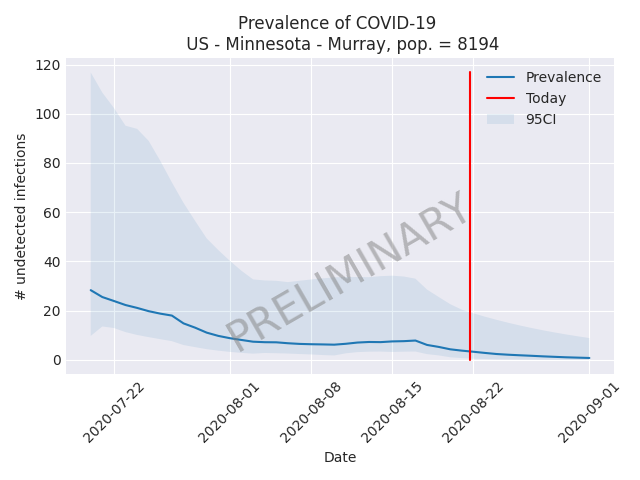 Prevalence of COVID-19
US - Minnesota - Murray, pop. = 8194
# undetected infections
120
100
80
60
40
20
0
Prevalence
Today
95CI
PRELIMINARY
2020-07-22
2020-08-01
2020-08-08
2020-08-15
2020-08-22
2020-09-01
Date